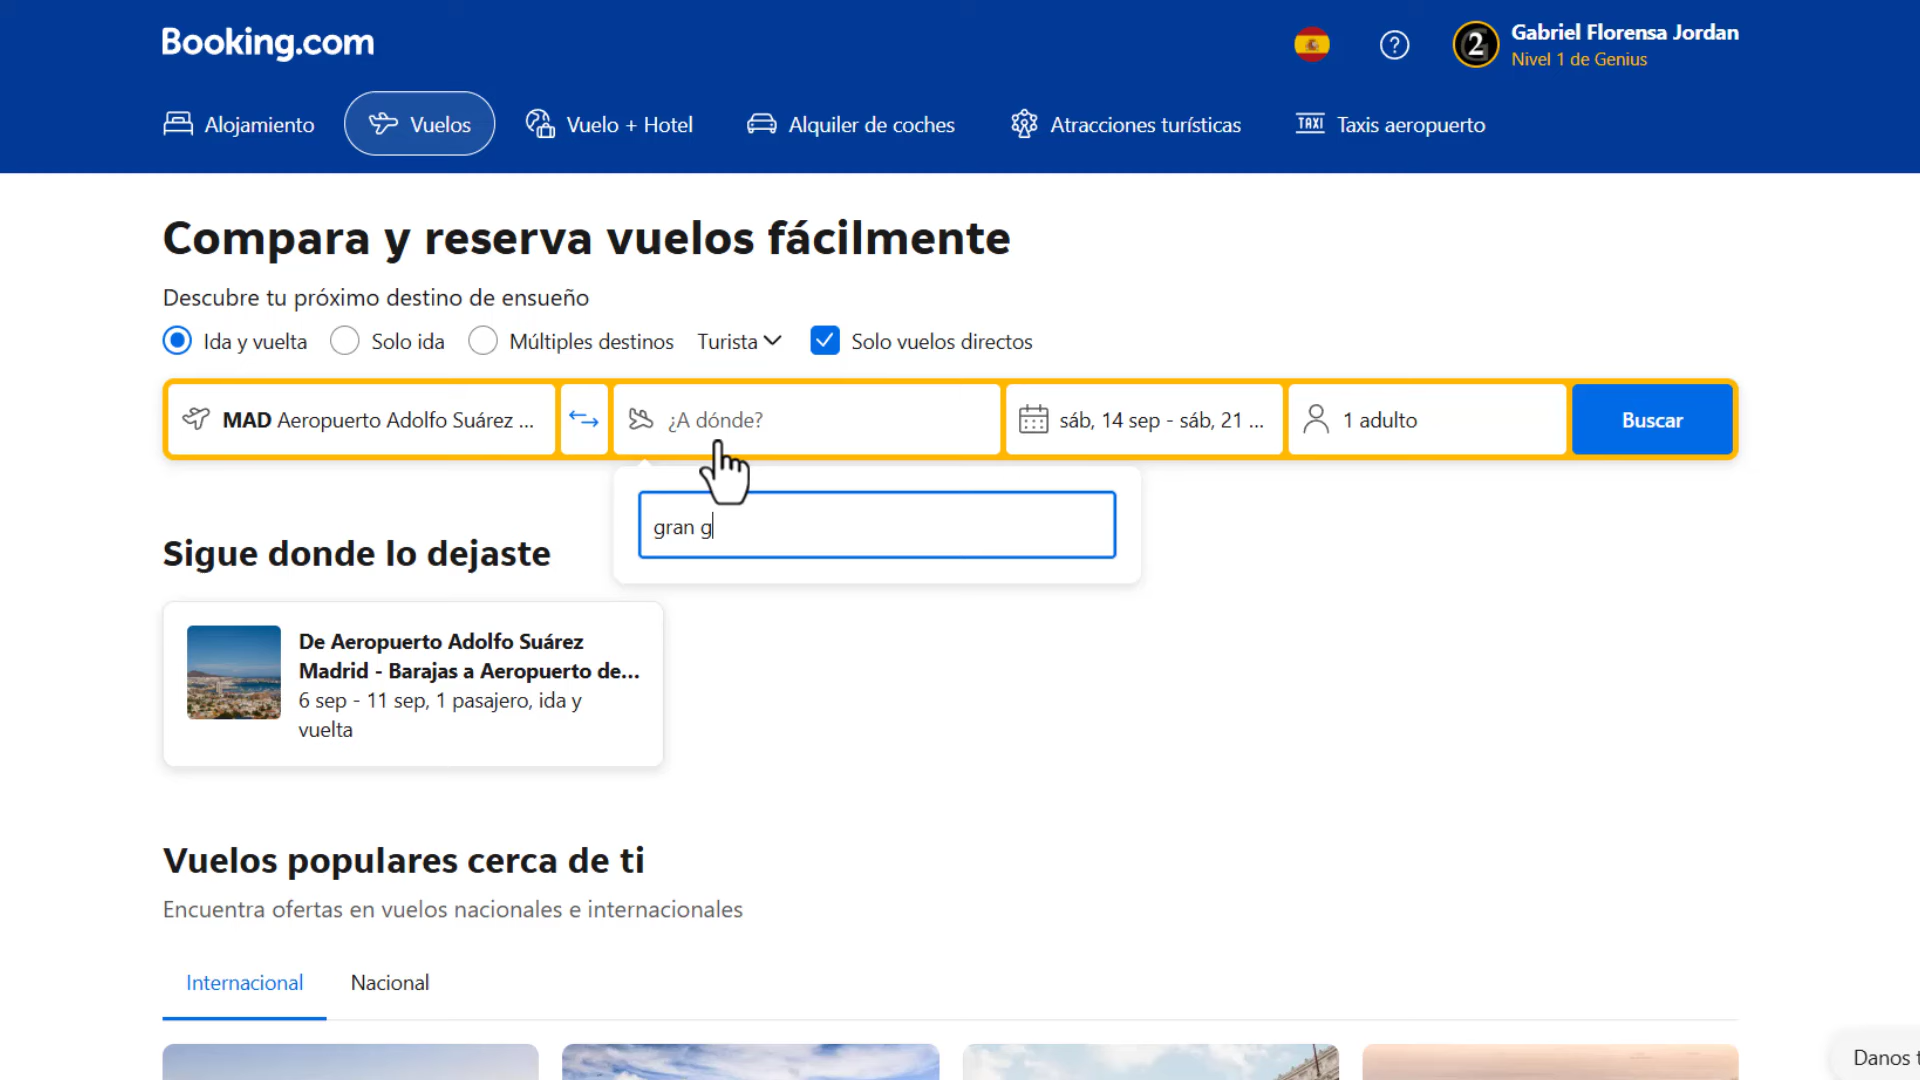 Booking.com
2
Gabriel Florensa Jordan
Nivel 1 de Genius
Alojamiento
Vuelos
Vuelo + Hotel
Alquiler de coches
Atracciones turísticas
TAXI
Taxis aeropuerto
Compara y reserva vuelos fácilmente
Descubre tu próximo destino de ensueño
Ida y vuelta
Solo ida
Múltiples destinos
Turista
Solo vuelos directos
MAD Aeropuerto Adolfo Suárez ...
¿A dónde?
sáb, 14 sep - sáb, 21 ...
1 adulto
Buscar
gran g
Sigue donde lo dejaste
De Aeropuerto Adolfo Suárez
Madrid - Barajas a Aeropuerto de...
6 sep - 11 sep, 1 pasajero, ida y
vuelta
Vuelos populares cerca de ti
Encuentra ofertas en vuelos nacionales e internacionales
Internacional
Nacional
Danos t